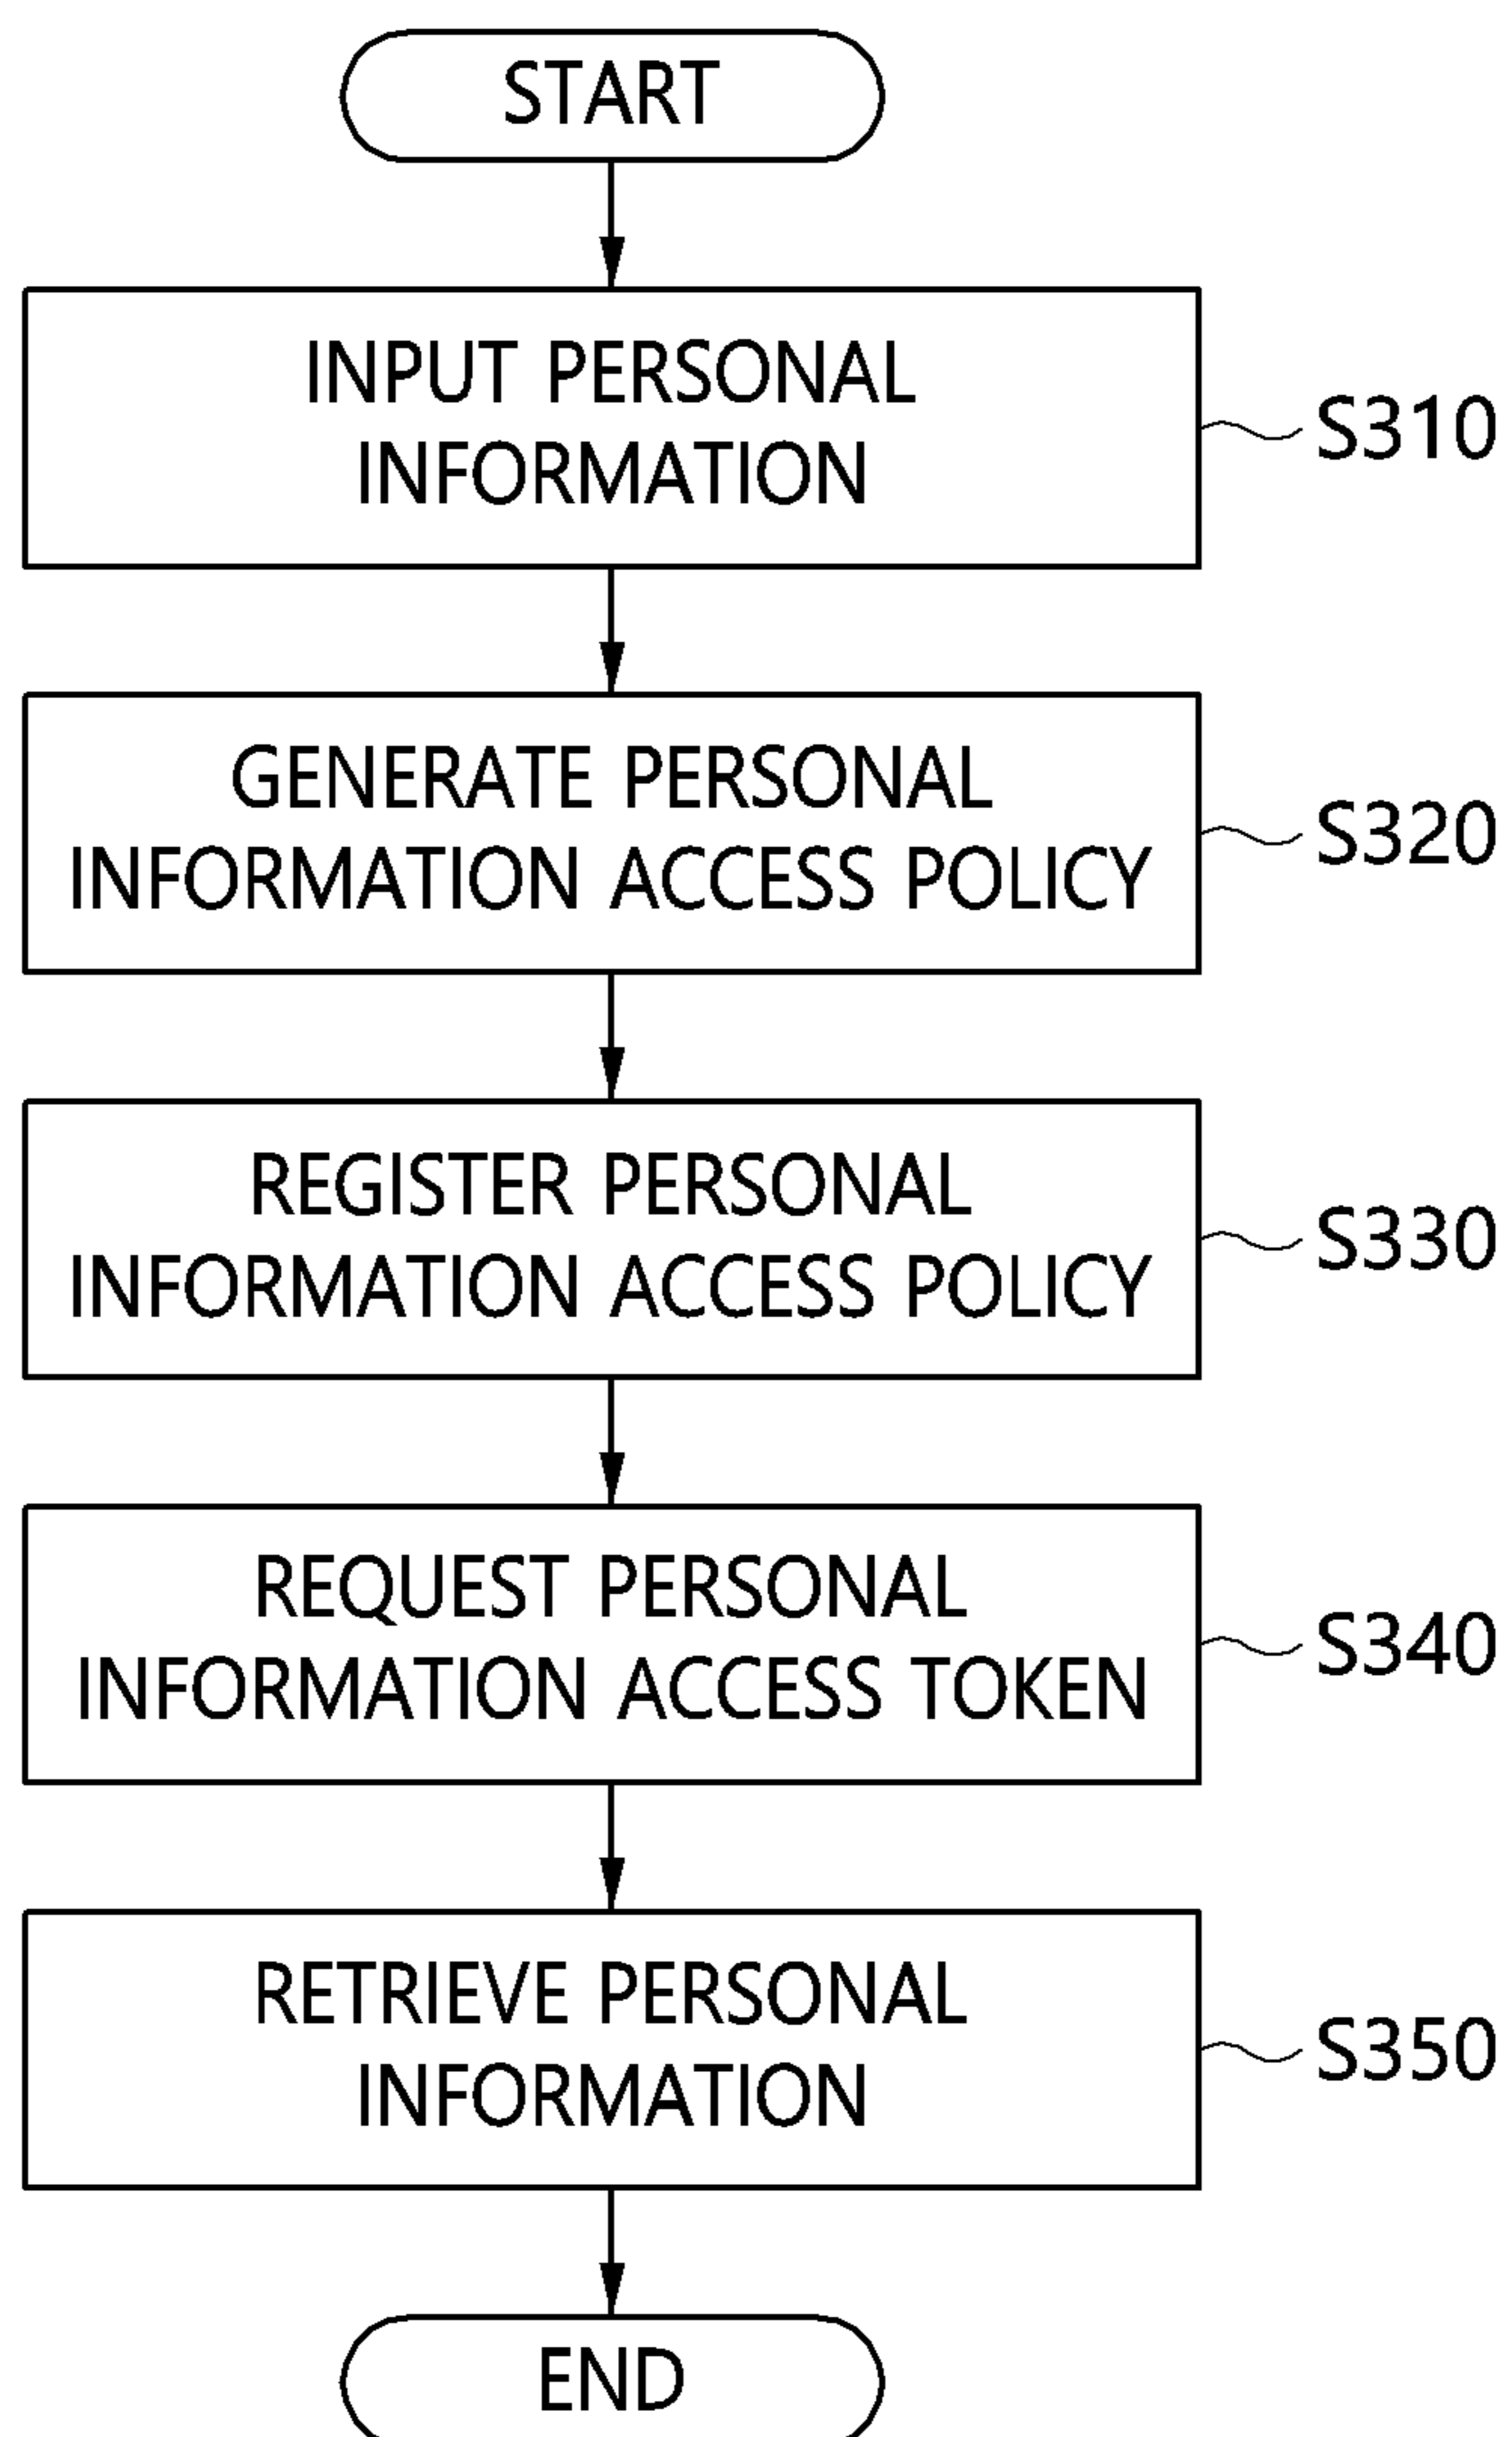 START
INPUT PERSONAL
INFORMATION
S310
GENERATE PERSONAL
INFORMATION ACCESS POLICY
S320
REGISTER PERSONAL
INFORMATION ACCESS POLICY
S330
REQUEST PERSONAL
INFORMATION ACCESS TOKEN
S340
RETRIEVE PERSONAL
INFORMATION
S350
END